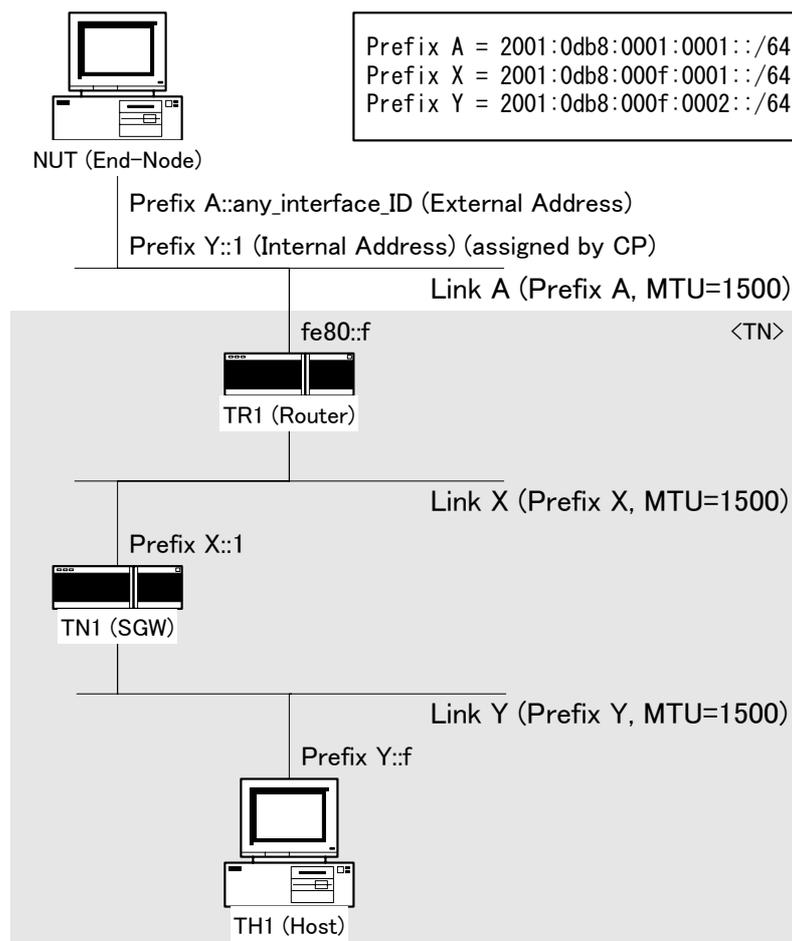 Prefix A = 2001:0db8:0001:0001::/64
Prefix X = 2001:0db8:000f:0001::/64
Prefix Y = 2001:0db8:000f:0002::/64
NUT (End-Node)
Prefix A::any_interface_ID (External Address)
Prefix Y::1 (Internal Address) (assigned by CP)
Link A (Prefix A, MTU=1500)
fe80::f
<TN>
TR1 (Router)
Link X (Prefix X, MTU=1500)
Prefix X::1
TN1 (SGW)
Link Y (Prefix Y, MTU=1500)
Prefix Y::f
TH1 (Host)